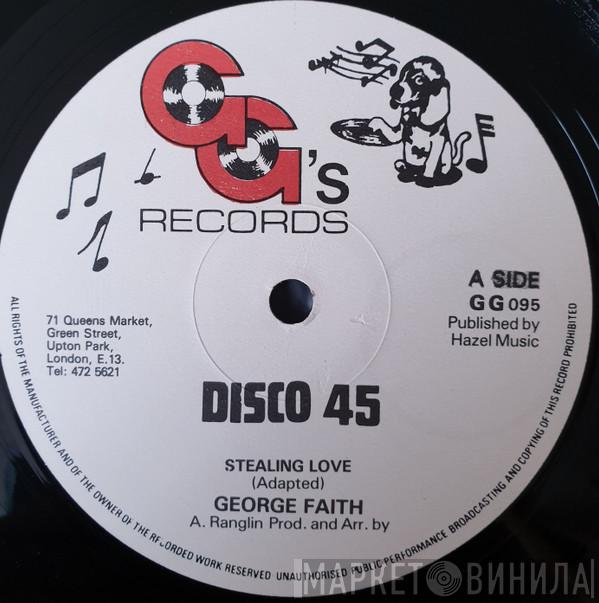 GG's
RECORDS
A SIDE
GG 095
Published by
Hazel Music
71 Queens Market,
Green Street,
Upton Park,
London, E.13.
Tel: 472 5621
DISCO 45
STEALING LOVE
(Adapted)
GEORGE FAITH
A. Ranglin Prod. and Arr. by
ALL RIGHTS OF THE MANUFACTURER AND OF THE OWNER OF THE RECORDED WORK RESERVED UNAUTHORISED PUBLIC PERFORMANCE BROADCASTING AND COPYING OF THIS RECORD PROHIBITED
МАРКЕТ ВИНИЛА